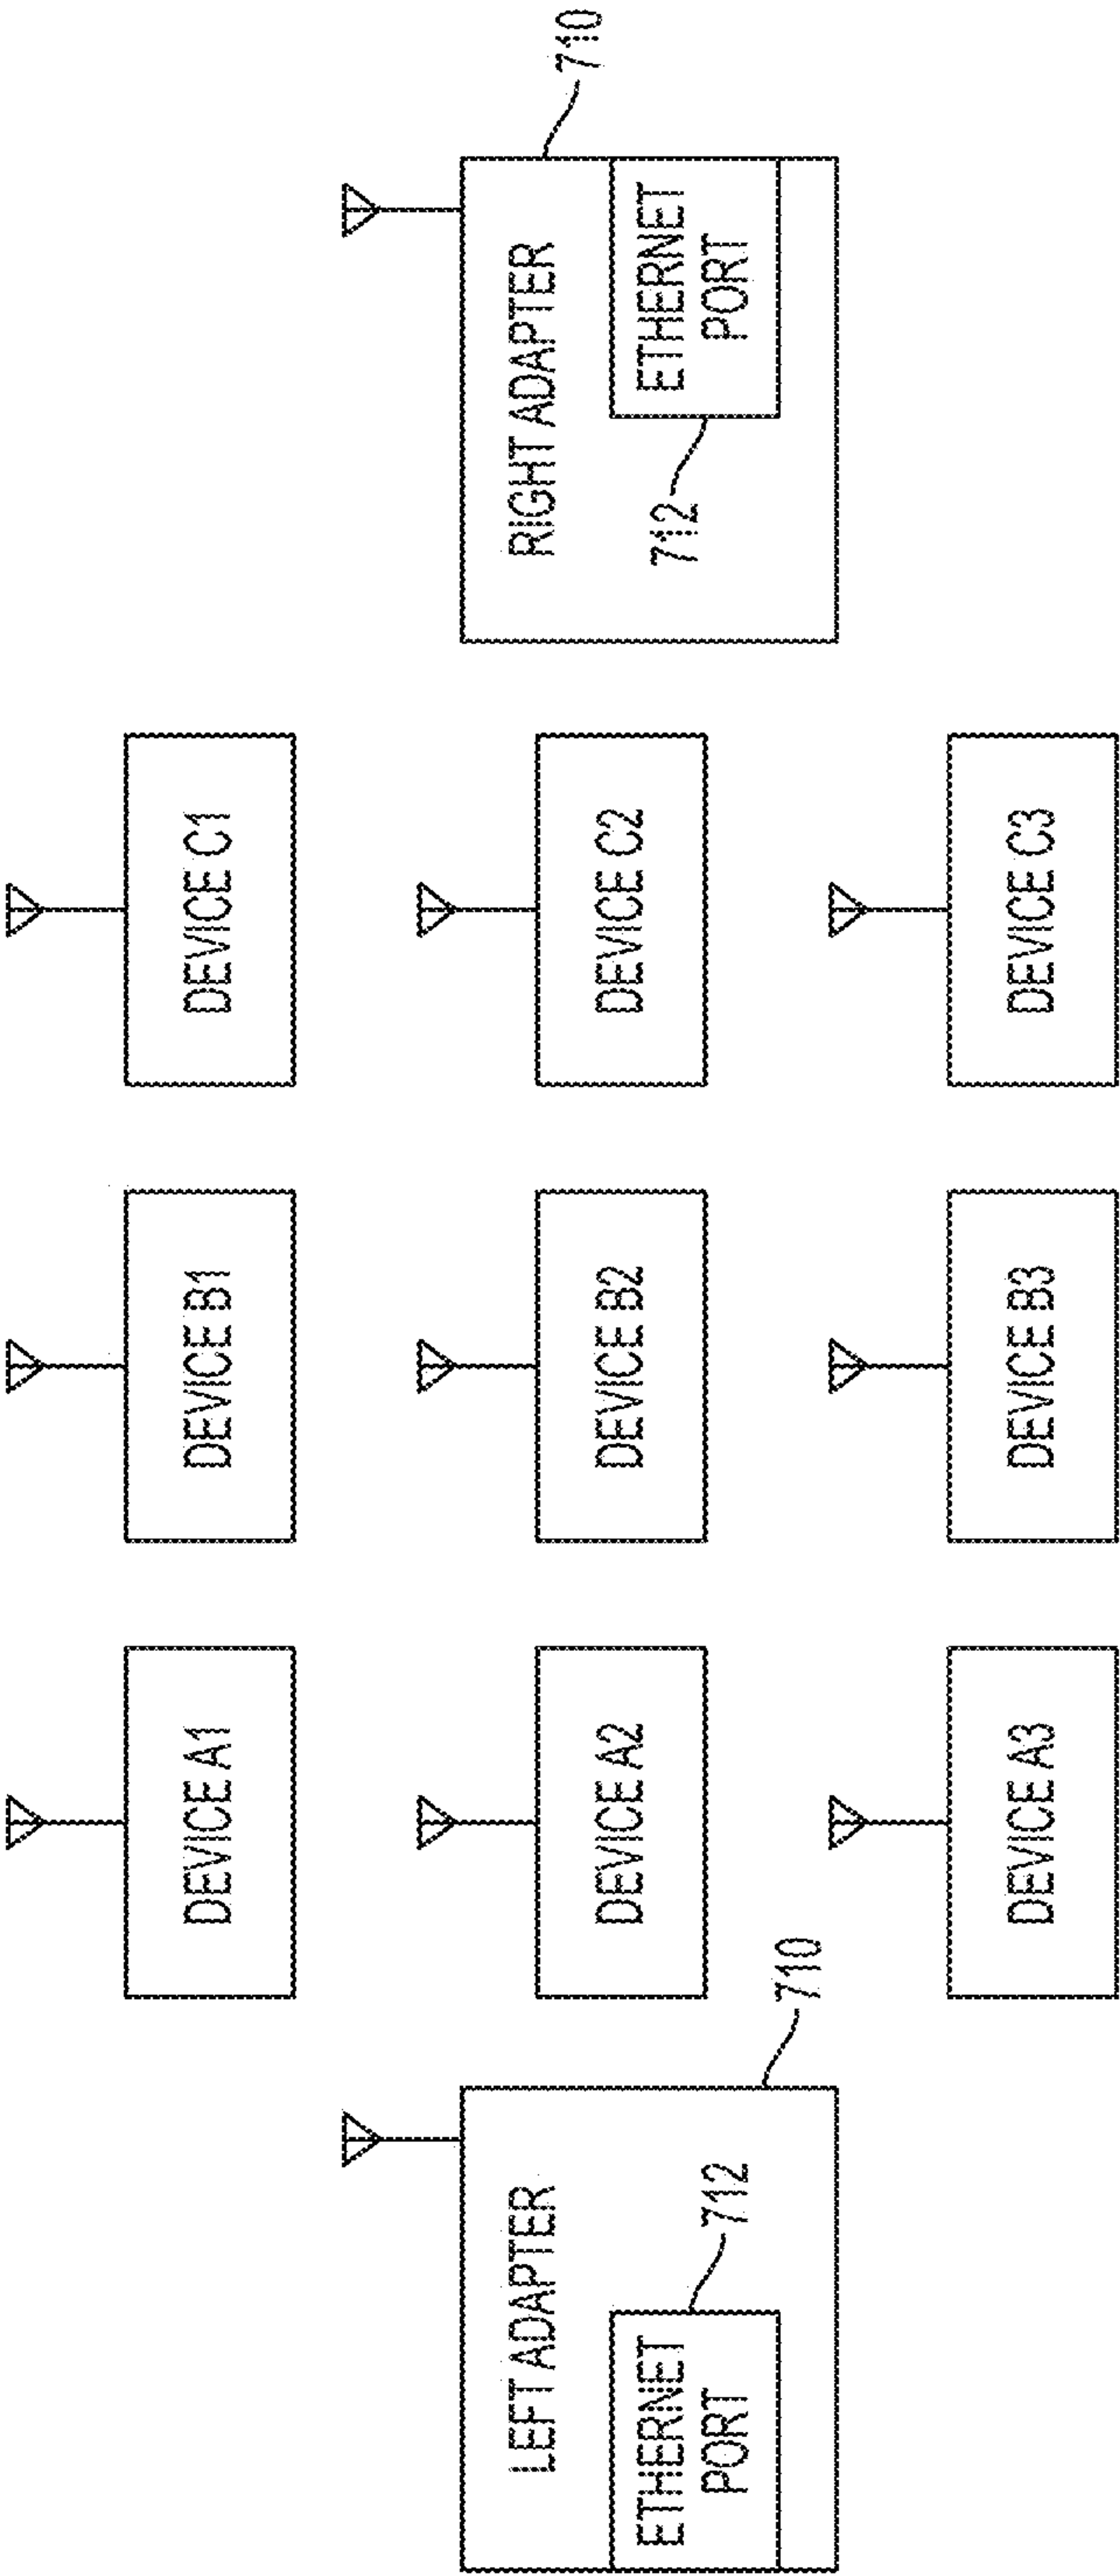 DEVICE A1
DEVICE B1
DEVICE C1
LEFT ADAPTER
ETHERNET
PORT
712
710
DEVICE A2
DEVICE B2
DEVICE C2
RIGHT ADAPTER
710
ETHERNET
PORT
712
DEVICE A3
DEVICE B3
DEVICE C3